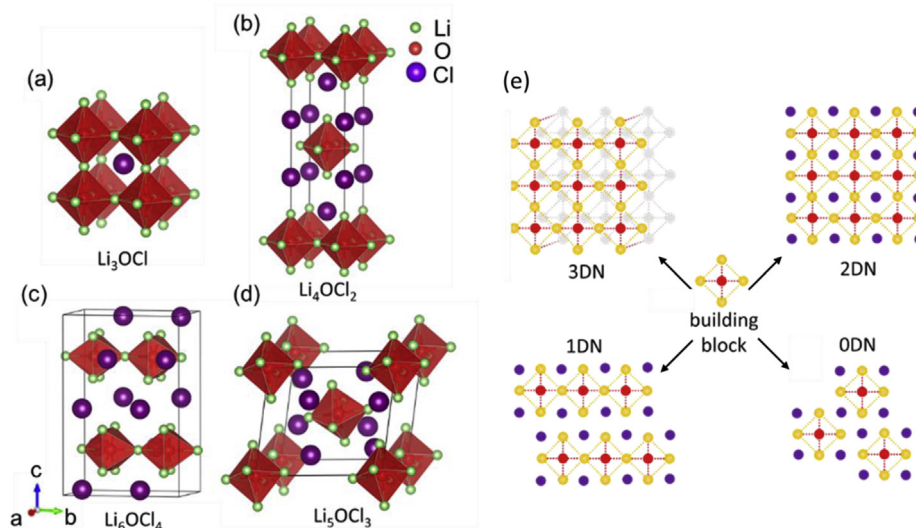 (a)
Li₃OCl
(b)
Li
O
Cl
Li₄OCl₂
(c)
c
a
b
Li₆OCl₄
(d)
Li₅OCl₃
(e)
3DN
2DN
building
block
1DN
0DN